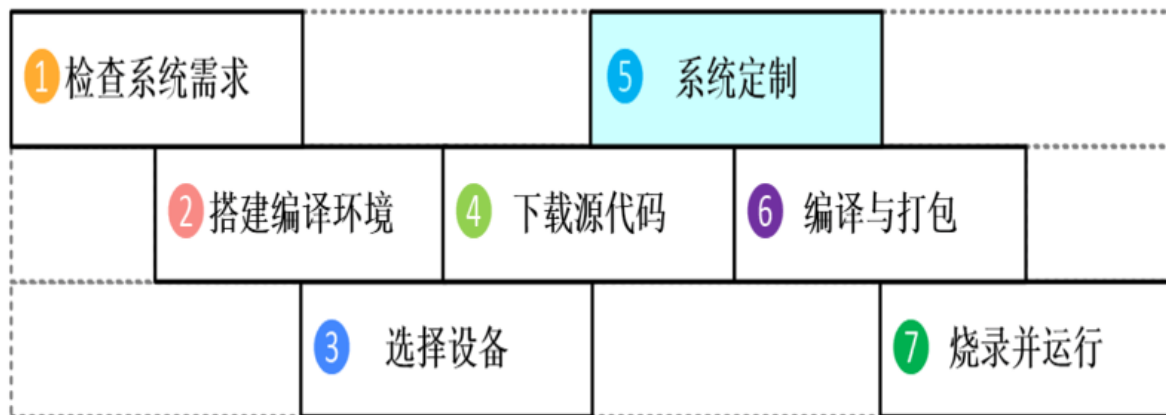 1 检查系统需求
5 系统定制
2 搭建编译环境
4 下载源代码
6 编译与打包
3 选择设备
7 烧录并运行